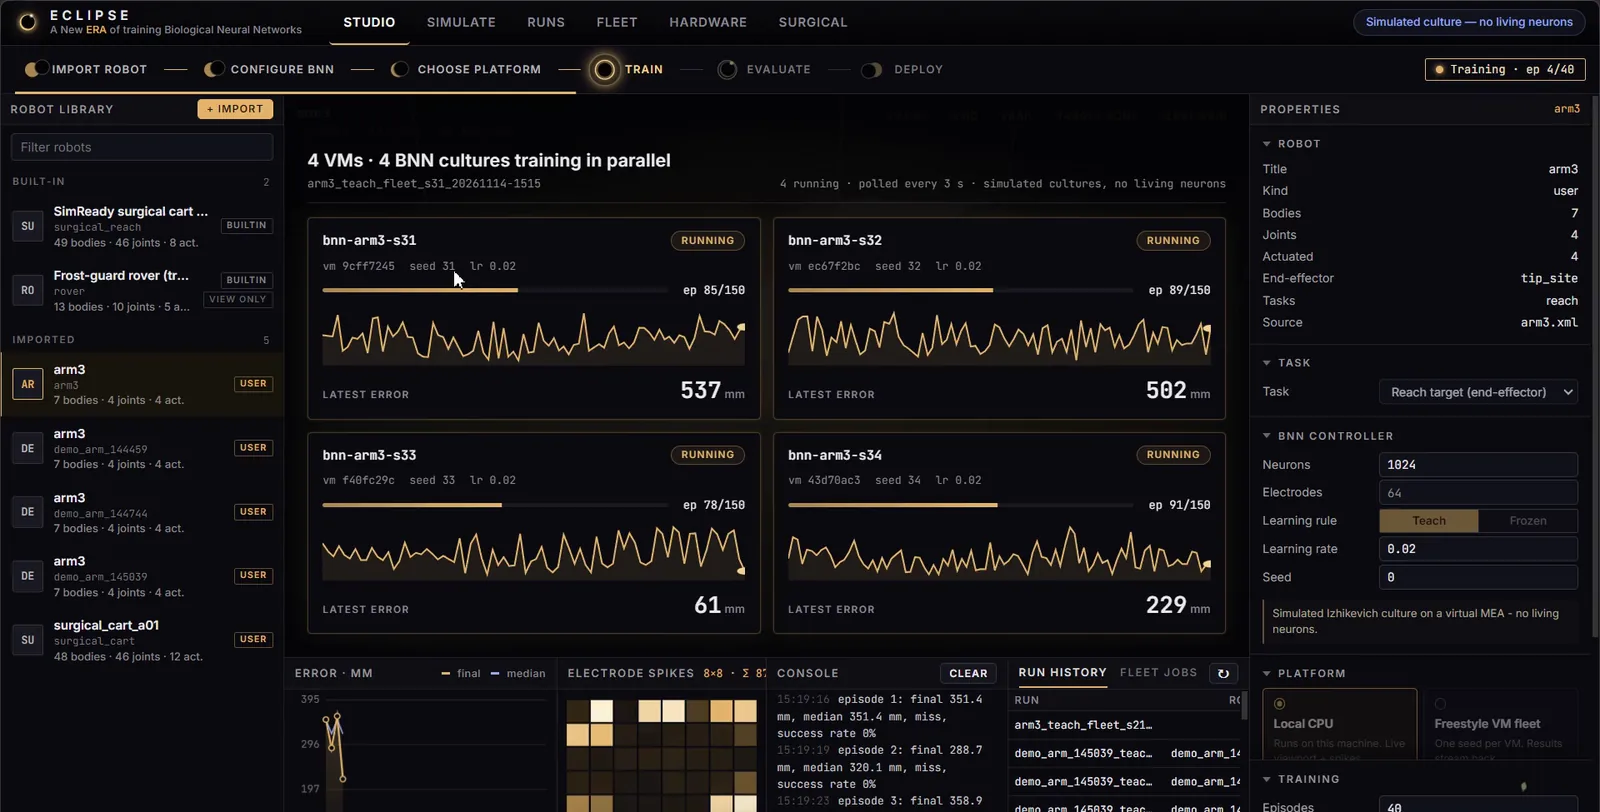 ECLIPSE
A New ERA of training Biological Neural Networks
STUDIO
SIMULATE
RUNS
FLEET
HARDWARE
SURGICAL
Simulated culture — no living neurons
IMPORT ROBOT
CONFIGURE BNN
CHOOSE PLATFORM
TRAIN
EVALUATE
DEPLOY
Training · ep 4/40
ROBOT LIBRARY
+ IMPORT
Filter robots
BUILT-IN 2
SU
SimReady surgical cart ...
surgical_reach
BUILTIN
49 bodies · 46 joints · 8 act.
RO
Frost-guard rover (tr...
BUILTIN
rover
VIEW ONLY
13 bodies · 10 joints · 5 a...
IMPORTED 5
AR
arm3
arm3
USER
7 bodies · 4 joints · 4 act.
DE
arm3
demo_arm_144459
USER
7 bodies · 4 joints · 4 act.
DE
arm3
demo_arm_144744
USER
7 bodies · 4 joints · 4 act.
DE
arm3
demo_arm_145039
USER
7 bodies · 4 joints · 4 act.
SU
surgical_cart_a01
surgical_cart
USER
48 bodies · 46 joints · 12 act.
4 VMs · 4 BNN cultures training in parallel
arm3_teach_fleet_s31_20261114-1515
4 running · polled every 3 s · simulated cultures, no living neurons
bnn-arm3-s31 RUNNING
vm 9cff7245 seed 31 lr 0.02
ep 85/150
LATEST ERROR 537 mm
bnn-arm3-s32 RUNNING
vm ec67f2bc seed 32 lr 0.02
ep 89/150
LATEST ERROR 502 mm
bnn-arm3-s33 RUNNING
vm f40fc29c seed 33 lr 0.02
ep 78/150
LATEST ERROR 61 mm
bnn-arm3-s34 RUNNING
vm 43d70ac3 seed 34 lr 0.02
ep 91/150
LATEST ERROR 229 mm
ERROR · MM
final
median
395
296
197
ELECTRODE SPIKES 8×8 · Σ 87
CONSOLE
CLEAR
15:19:16 episode 1: final 351.4
mm, median 351.4 mm, miss,
success rate 0%
15:19:19 episode 2: final 288.7
mm, median 320.1 mm, miss,
success rate 0%
15:19:23 episode 3: final 358.9
RUN HISTORY
FLEET JOBS
RUN
arm3_teach_fleet_s21…
demo_arm_145039_teac… demo_arm_14
demo_arm_145039_teac… demo_arm_14
PROPERTIES arm3
ROBOT
Title arm3
Kind user
Bodies 7
Joints 4
Actuated 4
End-effector tip_site
Tasks reach
Source arm3.xml
TASK
Task Reach target (end-effector)
BNN CONTROLLER
Neurons 1024
Electrodes 64
Learning rule Teach Frozen
Learning rate 0.02
Seed 0
Simulated Izhikevich culture on a virtual MEA - no living
neurons.
PLATFORM
Local CPU
Runs on this machine. Live
viewport + spikes
Freestyle VM fleet
One seed per VM. Results
stream back
TRAINING
Episodes 40